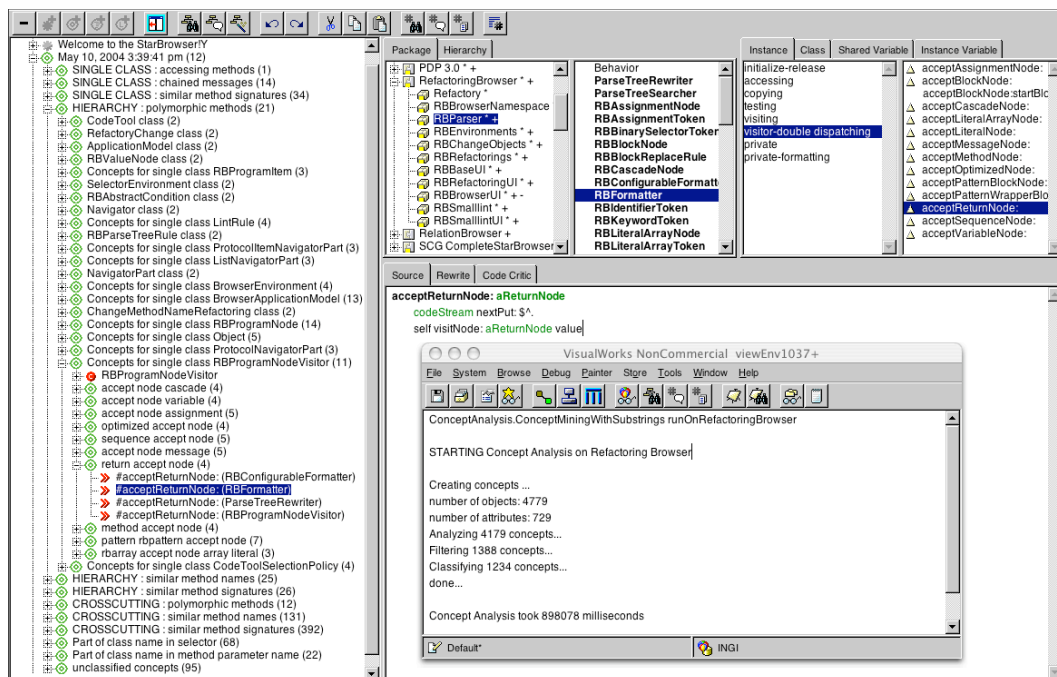 Welcome to the StarBrowser!Y
May 10, 2004 3:39:41 pm (12)
SINGLE CLASS : accessing methods (1)
SINGLE CLASS : chained messages (14)
SINGLE CLASS : similar method signatures (34)
HIERARCHY : polymorphic methods (21)
CodeTool class (2)
RefactoryChange class (2)
ApplicationModel class (2)
RBValueNode class (2)
Concepts for single class RBProgramItem (3)
SelectorEnvironment class (2)
RBAbstractCondition class (2)
Navigator class (2)
Concepts for single class LintRule (4)
RBParseTreeRule class (2)
Concepts for single class ProtocolItemNavigatorPart (3)
Concepts for single class ListNavigatorPart (3)
NavigatorPart class (2)
Concepts for single class BrowserEnvironment (4)
Concepts for single class BrowserApplicationModel (13)
ChangeMethodNameRefactoring class (2)
Concepts for single class RBProgramNode (14)
Concepts for single class Object (5)
Concepts for single class ProtocolNavigatorPart (3)
Concepts for single class RBProgramNodeVisitor (11)
RBProgramNodeVisitor
accept node cascade (4)
accept node variable (4)
accept node assignment (5)
optimized accept node (4)
sequence accept node (5)
accept node message (5)
return accept node (4)
#acceptReturnNode: (RBConfigurableFormatter)
#acceptReturnNode: (RBFormatter)
#acceptReturnNode: (ParseTreeRewriter)
#acceptReturnNode: (RBProgramNodeVisitor)
method accept node (4)
pattern rbpattern accept node (7)
rbarray accept node array literal (3)
Concepts for single class CodeToolSelectionPolicy (4)
HIERARCHY : similar method names (25)
HIERARCHY : similar method signatures (26)
CROSSCUTTING : polymorphic methods (12)
CROSSCUTTING : similar method names (131)
CROSSCUTTING : similar method signatures (392)
Part of class name in selector (68)
Part of class name in method parameter name (22)
unclassified concepts (95)
Package Hierarchy
PDP 3.0 * +
RefactoringBrowser * +
Refactory *
RBBrowserNamespace
RBParser * +
RBEnvironments * +
RBChangeObjects * +
RBRefactorings * +
RBBaseUI * +
RBRefactoringUI * +
RBBrowserUI * + -
RBSmallint * +
RBSmalllintUI * +
RelationBrowser +
SCG CompleteStarBrowser
Behavior
ParseTreeRewriter
ParseTreeSearcher
RBAssignmentNode
RBAssignmentToken
RBBinarySelectorToken
RBBlockNode
RBBlockReplaceRule
RBCascadeNode
RBConfigurableFormatt
RBFormatter
RBIdentifierToken
RBKeywordToken
RBLiteralArrayNode
RBLiteralArrayToken
Instance Class Shared Variable Instance Variable
initialize-release
accessing
copying
testing
visiting
visitor-double dispatching
private
private-formatting
acceptAssignmentNode:
acceptBlockNode:
acceptBlockNode:startBlo
acceptCascadeNode:
acceptLiteralArrayNode:
acceptLiteralNode:
acceptMessageNode:
acceptMethodNode:
acceptOptimizedNode:
acceptPatternBlockNode:
acceptPatternWrapperBlo
acceptReturnNode:
acceptSequenceNode:
acceptVariableNode:
Source Rewrite Code Critic
acceptReturnNode: aReturnNode
codeStream nextPut: $^.
self visitNode: aReturnNode value
VisualWorks NonCommercial viewEnv1037+
File System Browse Debug Painter Store Tools Window Help
ConceptAnalysis.ConceptMiningWithSubstrings runOnRefactoringBrowser
STARTING Concept Analysis on Refactoring Browser
Creating concepts ...
number of objects: 4779
number of attributes: 729
Analyzing 4179 concepts...
Filtering 1388 concepts...
Classifying 1234 concepts...
done...
Concept Analysis took 898078 milliseconds
Default*
INGI